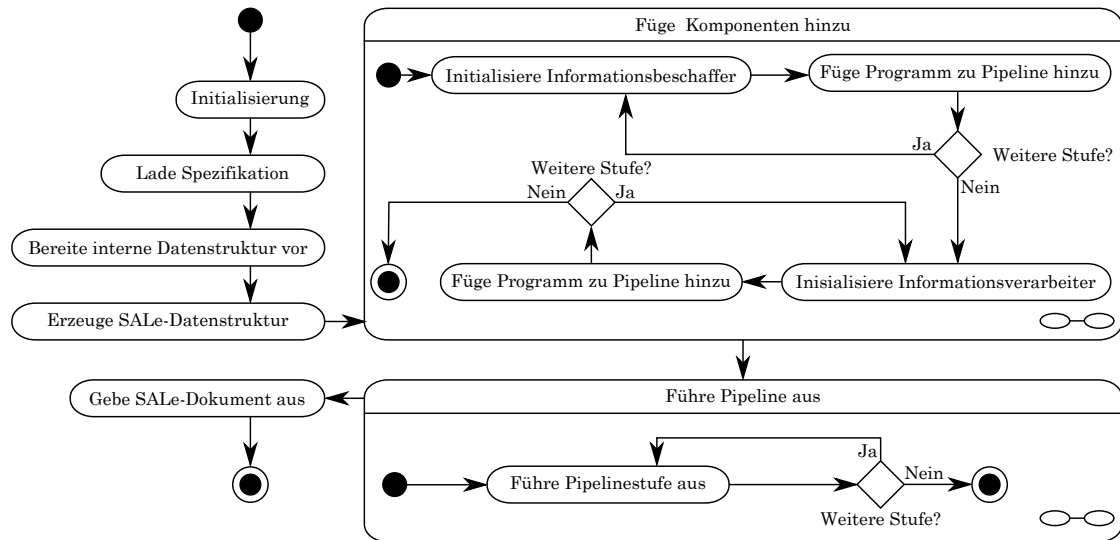 Füge Komponenten hinzu
Initialisierung
Lade Spezifikation
Bereite interne Datenstruktur vor
Erzeuge SALe-Datenstruktur
Initialisiere Informationsbeschaffer
Füge Programm zu Pipeline hinzu
Ja
Weitere Stufe?
Nein
Weitere Stufe?
Nein
Ja
Füge Programm zu Pipeline hinzu
Inisialisiere Informationsverarbeiter
Gebe SALe-Dokument aus
Führe Pipeline aus
Führe Pipelinestufe aus
Ja
Nein
Weitere Stufe?